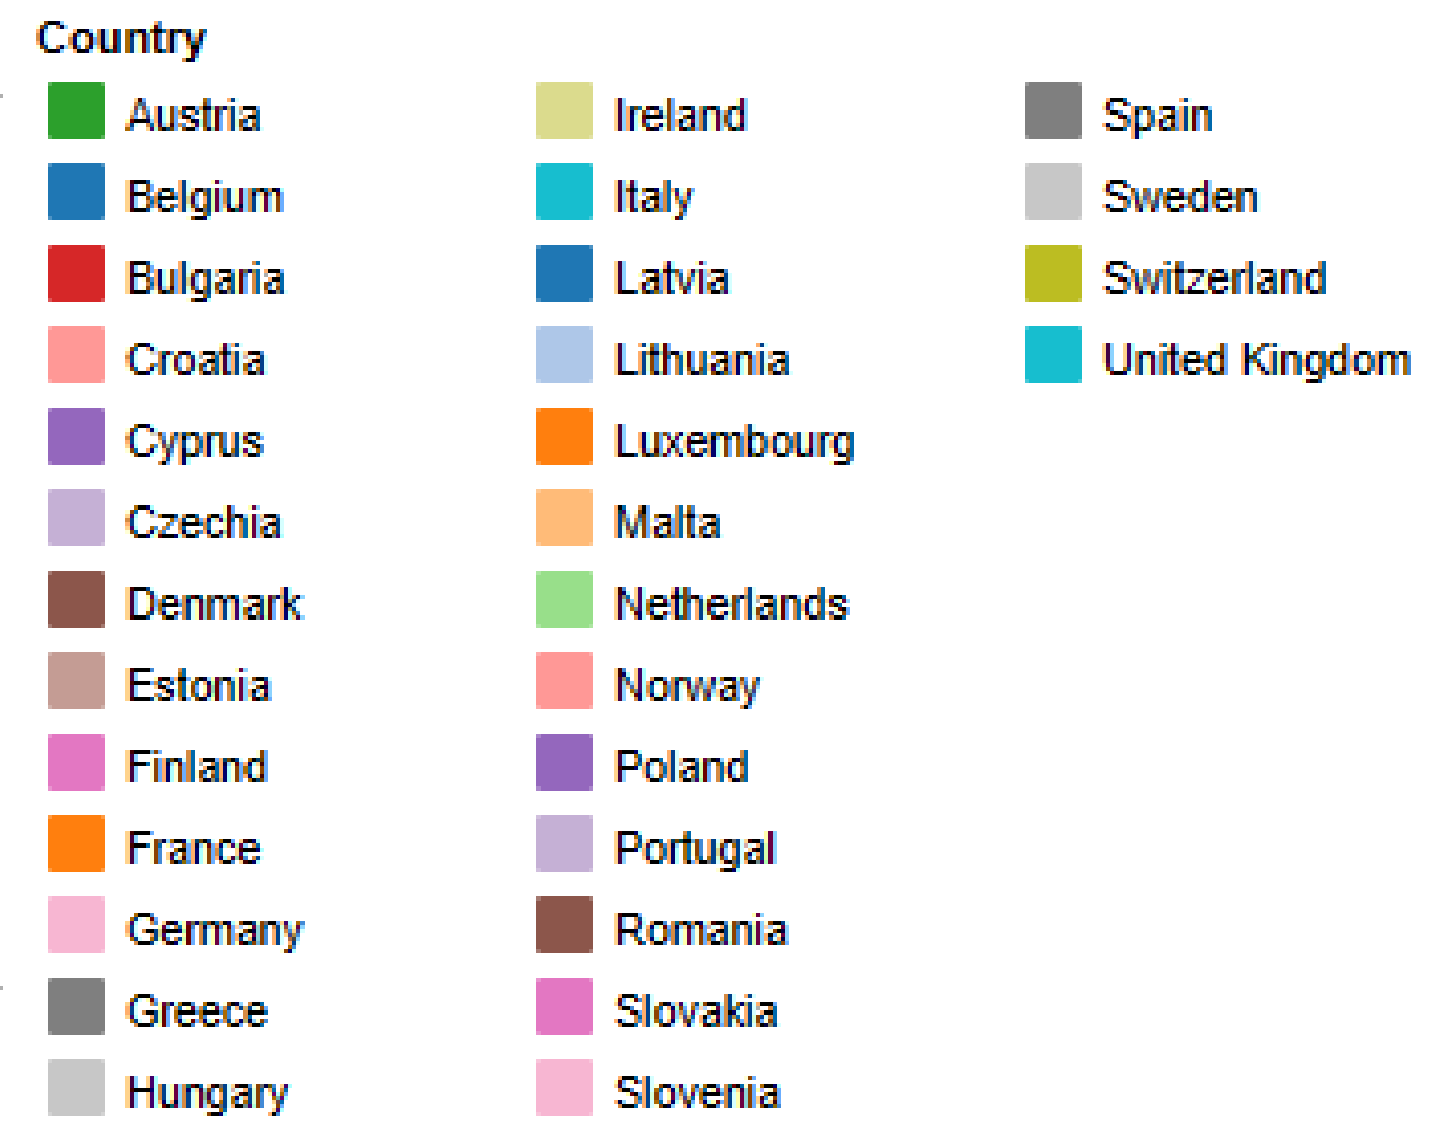 Country
Austria
Belgium
Bulgaria
Croatia
Cyprus
Czechia
Denmark
Estonia
Finland
France
Germany
Greece
Hungary
Ireland
Italy
Latvia
Lithuania
Luxembourg
Malta
Netherlands
Norway
Poland
Portugal
Romania
Slovakia
Slovenia
Spain
Sweden
Switzerland
United Kingdom